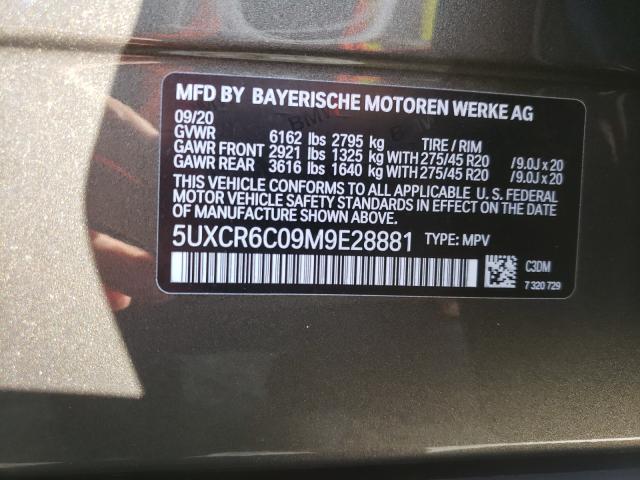 MFD BY BAYERISCHE MOTOREN WERKE AG
09/20
GVWR 6162 lbs 2795 kg TIRE / RIM
GAWR FRONT 2921 lbs 1325 kg WITH 275/45 R20 /9.0J x 20
GAWR REAR 3616 lbs 1640 kg WITH 275/45 R20 /9.0J x 20
THIS VEHICLE CONFORMS TO ALL APPLICABLE U. S. FEDERAL
MOTOR VEHICLE SAFETY STANDARDS IN EFFECT ON THE DATE
OF MANUFACTURE SHOWN ABOVE.
5UXCR6C09M9E28881 TYPE: MPV
C3DM
7 320 729